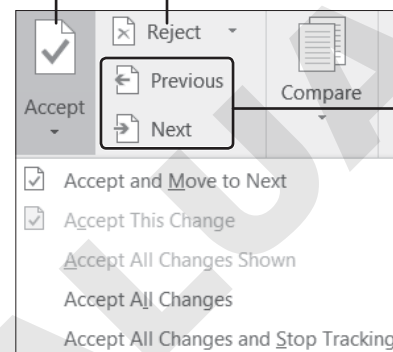 Reject
Previous
Compare
Accept
Next
Accept and Move to Next
Accept This Change
Accept All Changes Shown
Accept All Changes
Accept All Changes and Stop Tracking